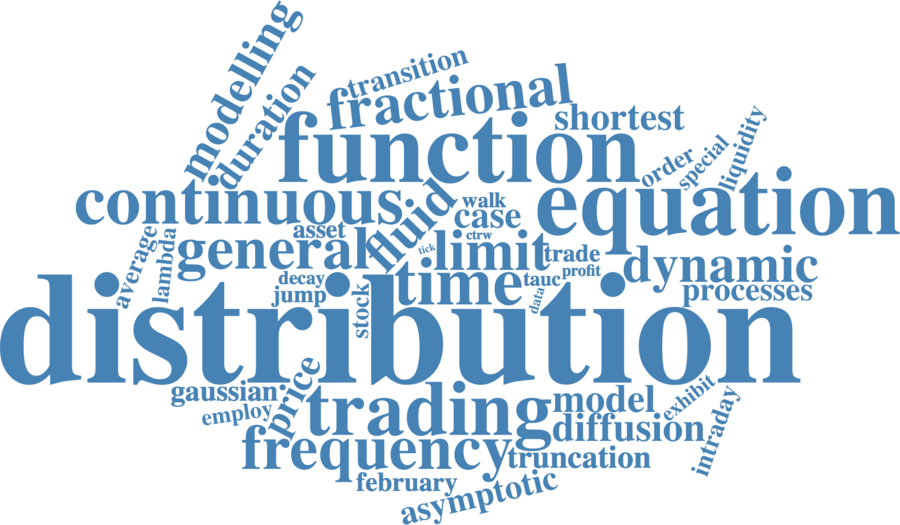 modelling
transition
duration
fractional
shortest
function
order
special
liquidity
continuous
fluid
walk
case
equation
average
lambda
asset
general
tick
ctrw
limit
trade
dynamic
decay
jump
stock
time
tauc
profit
data
processes
distribution
gaussian
employ
price
trading
model
exhibit
intraday
frequency
diffusion
truncation
february
asymptotic